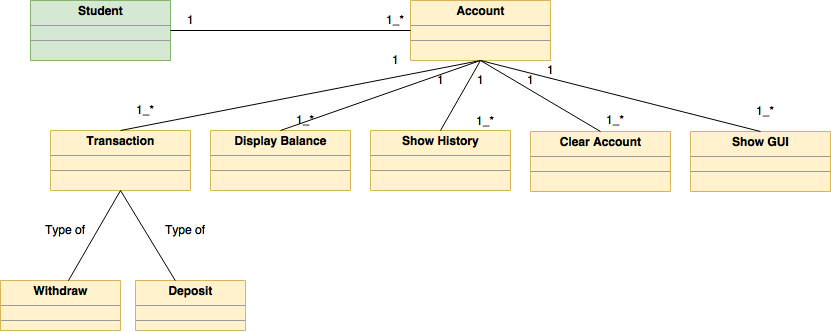 Student
Account
1
1_*
1
1
1
1
1
1_*
1_*
1_*
1_*
1_*
Transaction
Display Balance
Show History
Clear Account
Show GUI
Type of
Type of
Withdraw
Deposit